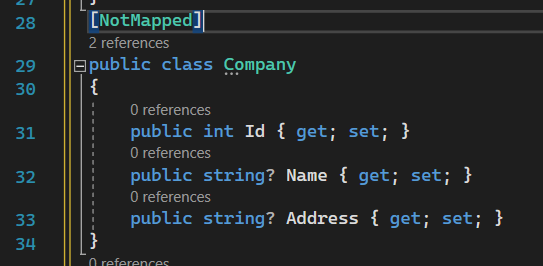 27 }
28 [NotMapped]
2 references
29 public class Company
30 {
0 references
31 public int Id { get; set; }
0 references
32 public string? Name { get; set; }
0 references
33 public string? Address { get; set; }
34 }
0 references